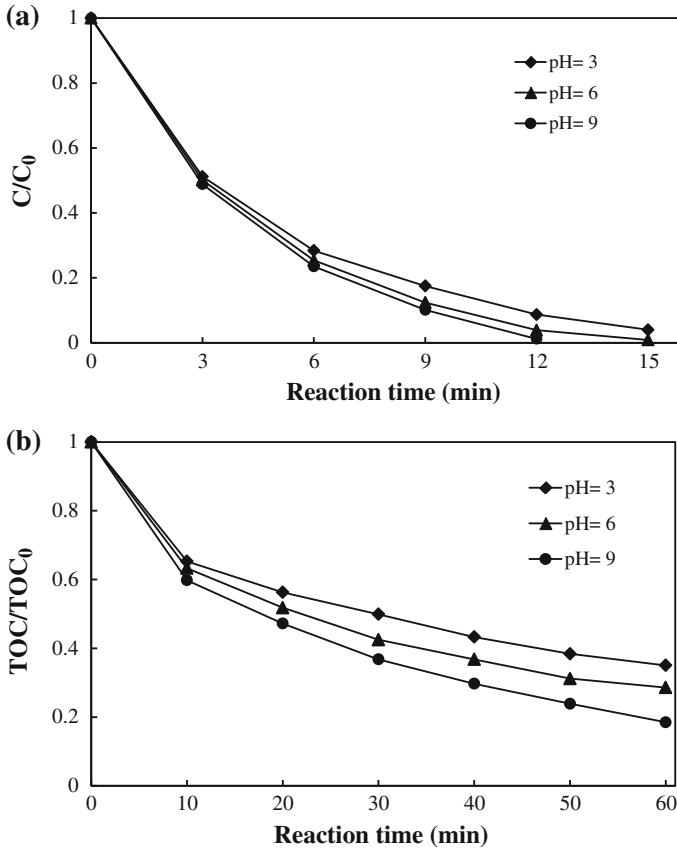 (a)
1
0.8
0.6
0.4
0.2
0
C/C0
pH= 3
pH= 6
pH= 9
0 3 6 9 12 15
Reaction time (min)
(b)
1
0.8
0.6
0.4
0.2
0
TOC/TOC0
pH= 3
pH= 6
pH= 9
0 10 20 30 40 50 60
Reaction time (min)